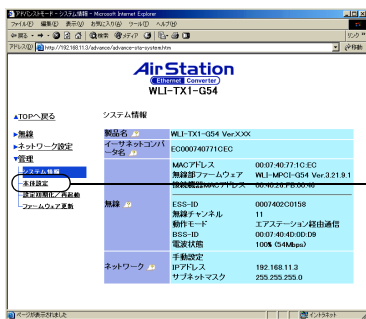 アドバンストモード - システム情報 - Microsoft Internet Explorer
ファイル(F) 編集(E) 表示(V) お気に入り(A) ツール(T) ヘルプ(H)
戻る 検索 お気に入り メディア リンク
アドレス(D) http://192.168.11.3/advance/advance-sta-system.htm 移動
AirStation
Ethernet Converter
WLI-TX1-G54
▲TOPへ戻る
システム情報
▶無線
▶ネットワーク設定
▼管理
システム情報
本体設定
設定初期化/再起動
ファームウェア更新
製品名 WLI-TX1-G54 Ver.X.XX
イーサネットコンバータ名 EC000740771CEC
無線
MACアドレス 00:07:40:77:1C:EC
無線部ファームウェア WLI-MPCI-G54 Ver.3.21.9.1
接続機器MACアドレス
ESS-ID 0007402C0158
無線チャンネル 11
動作モード エアステーション経由通信
BSS-ID 00:07:40:4D:0D:D9
電波状態 100% (54Mbps)
ネットワーク
手動設定
IPアドレス 192.168.11.3
サブネットマスク 255.255.255.0
ページが表示されました イントラネット